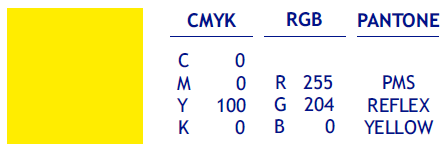 CMYK RGB PANTONE
C 0
M 0 R 255 PMS
Y 100 G 204 REFLEX
K 0 B 0 YELLOW